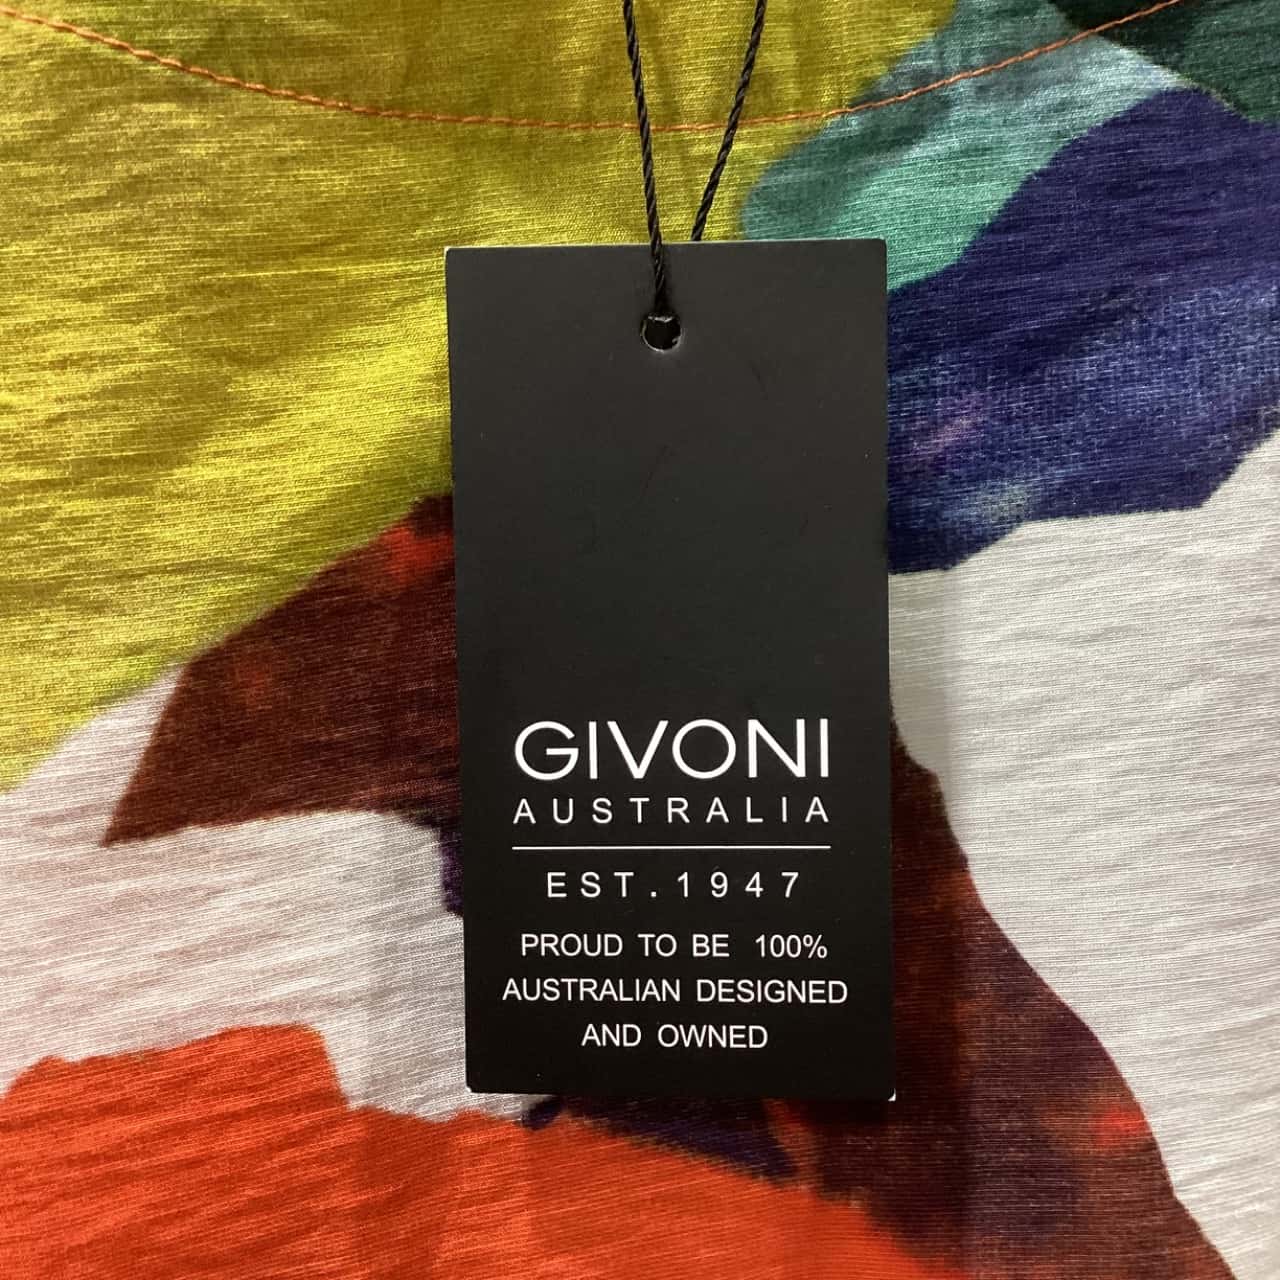 GIVONI
AUSTRALIA
EST.1947
PROUD TO BE 100%
AUSTRALIAN DESIGNED
AND OWNED